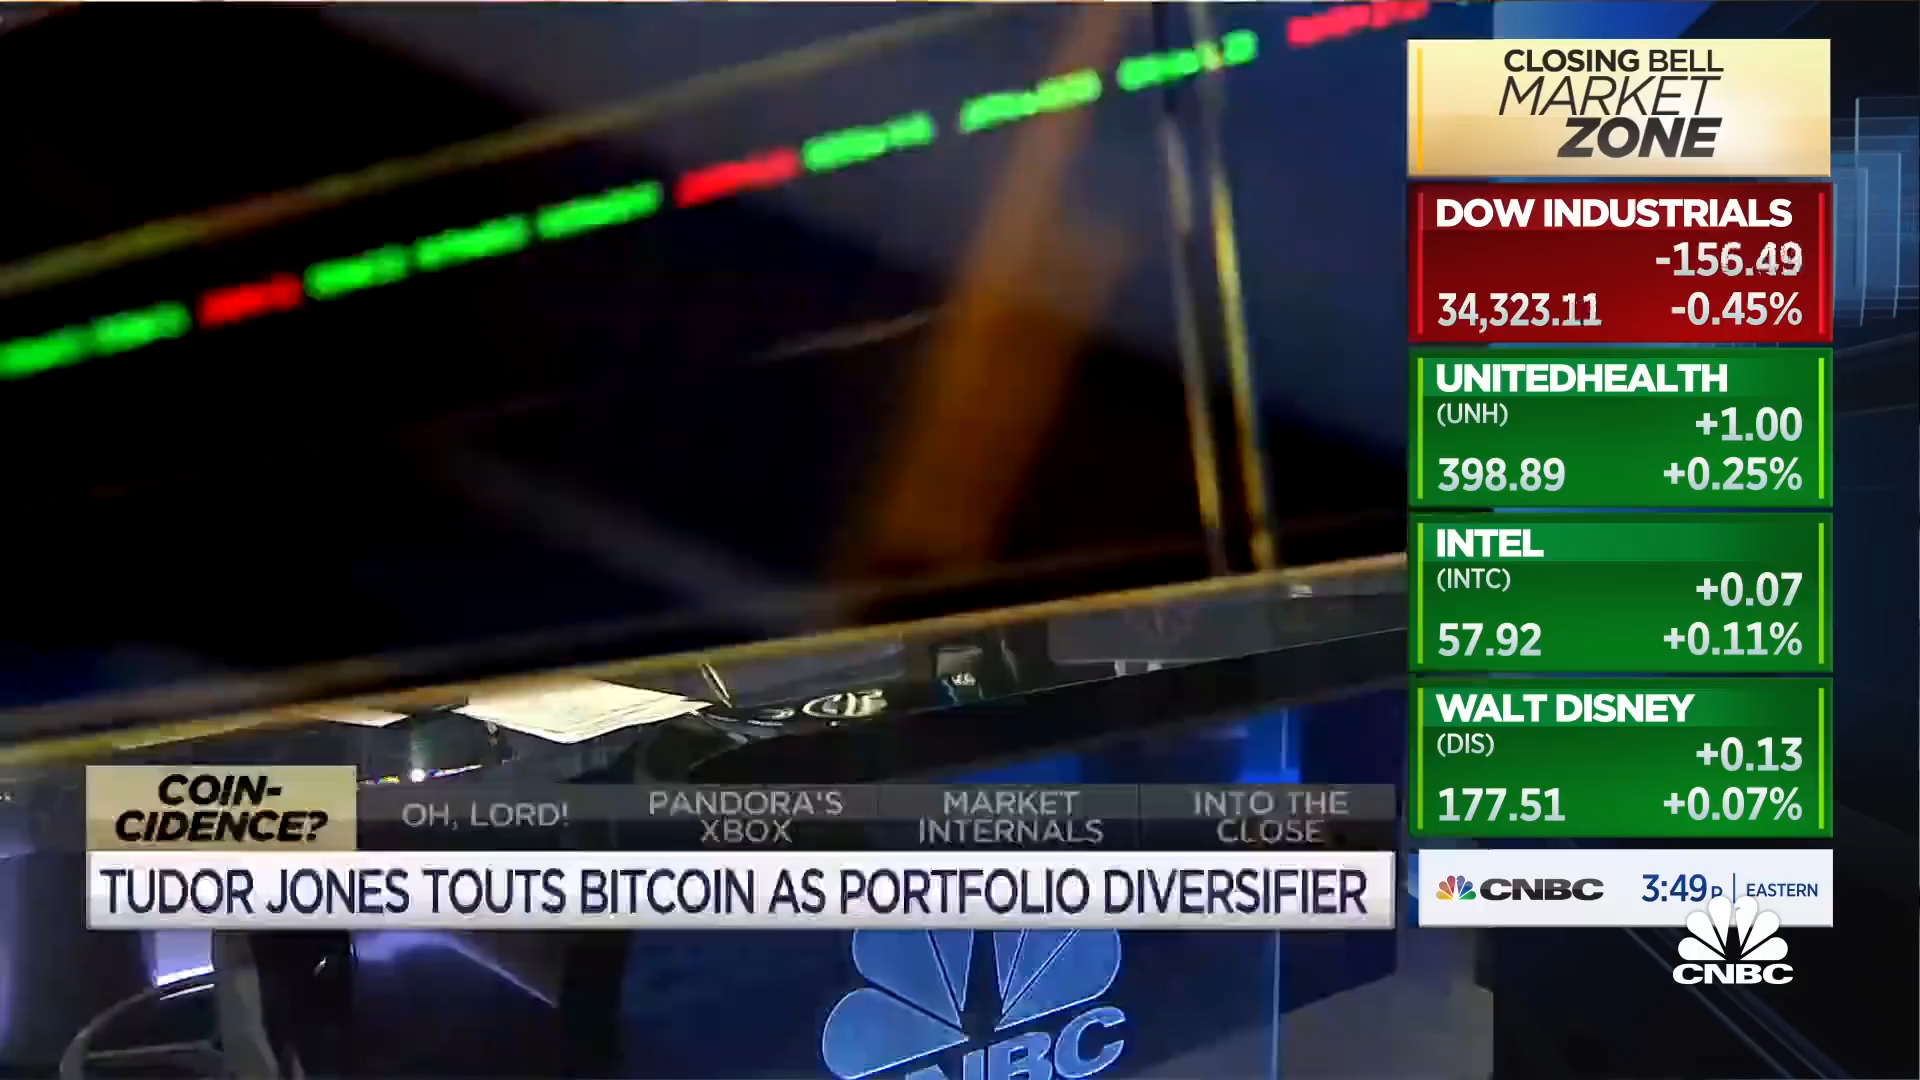 CLOSING BELL
MARKET
ZONE
DOW INDUSTRIALS
-156.49
34,323.11 -0.45%
UNITEDHEALTH
(UNH)
+1.00
398.89 +0.25%
INTEL
(INTC)
+0.07
57.92 +0.11%
WALT DISNEY
(DIS)
+0.13
177.51 +0.07%
COIN-
CIDENCE?
OH, LORD!
PANDORA'S
XBOX
MARKET
INTERNALS
INTO THE
CLOSE
TUDOR JONES TOUTS BITCOIN AS PORTFOLIO DIVERSIFIER
CNBC 3:49P EASTERN
CNBC
NBC